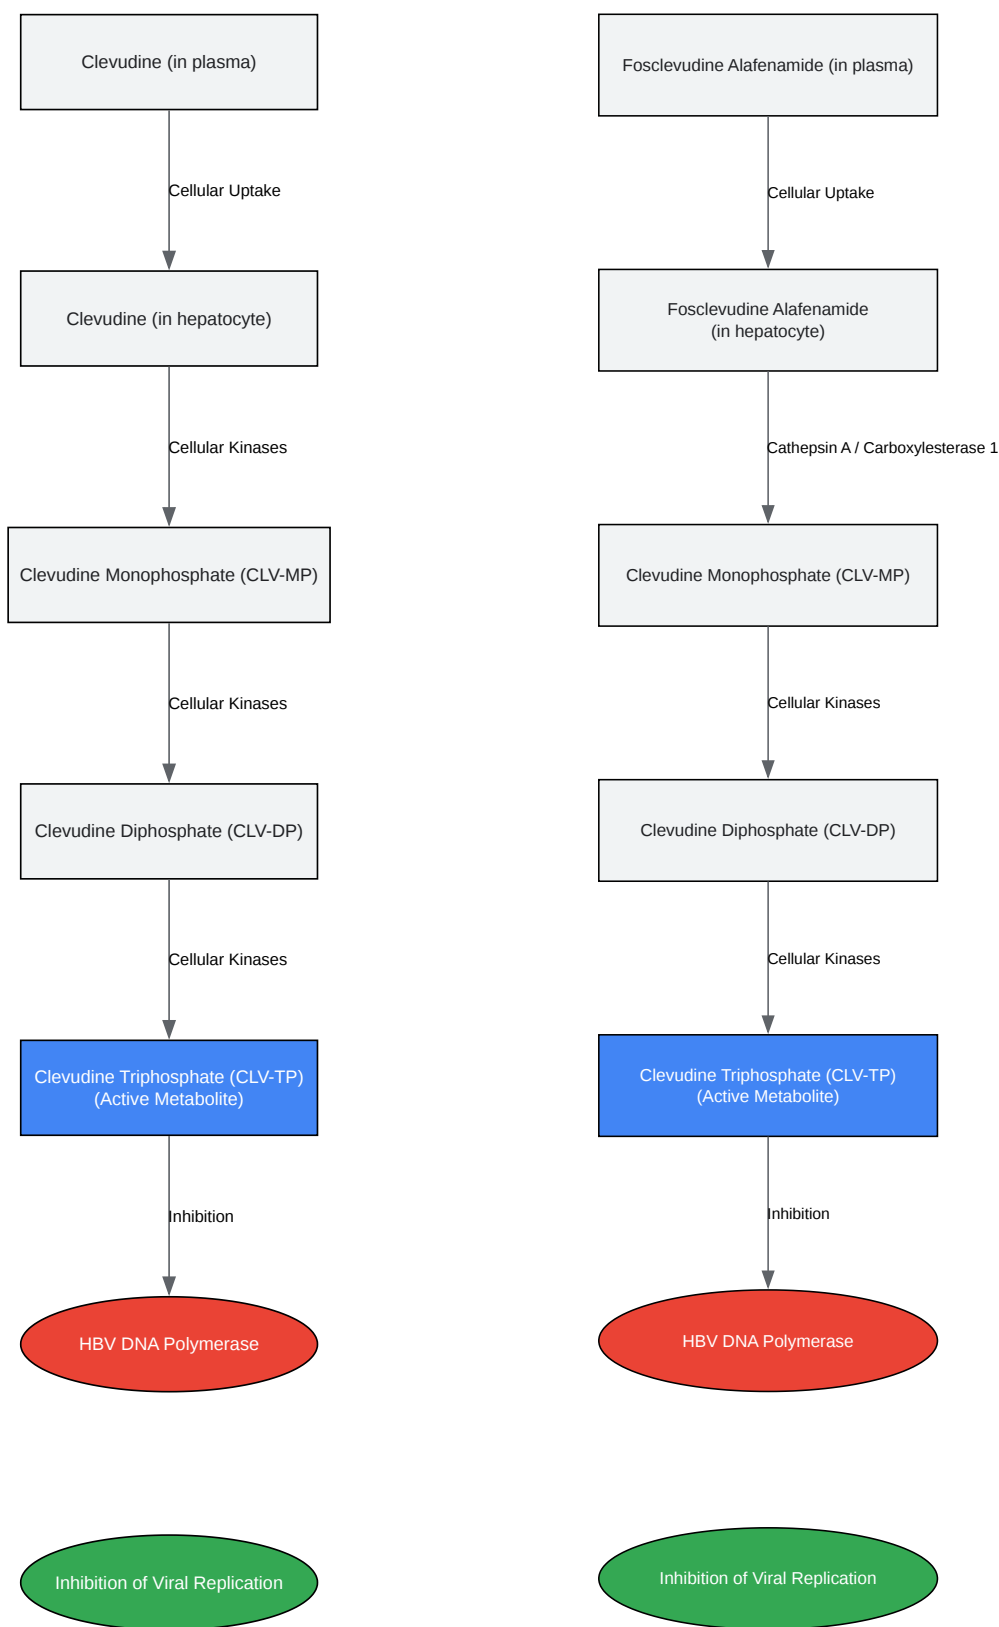 Clevudine (in plasma)
Cellular Uptake
Clevudine (in hepatocyte)
Cellular Kinases
Clevudine Monophosphate (CLV-MP)
Cellular Kinases
Clevudine Diphosphate (CLV-DP)
Cellular Kinases
Clevudine Triphosphate (CLV-TP)
(Active Metabolite)
Inhibition
HBV DNA Polymerase
Inhibition of Viral Replication
Fosclevudine Alafenamide (in plasma)
Cellular Uptake
Fosclevudine Alafenamide
(in hepatocyte)
Cathepsin A / Carboxylesterase 1
Clevudine Monophosphate (CLV-MP)
Cellular Kinases
Clevudine Diphosphate (CLV-DP)
Cellular Kinases
Clevudine Triphosphate (CLV-TP)
(Active Metabolite)
Inhibition
HBV DNA Polymerase
Inhibition of Viral Replication